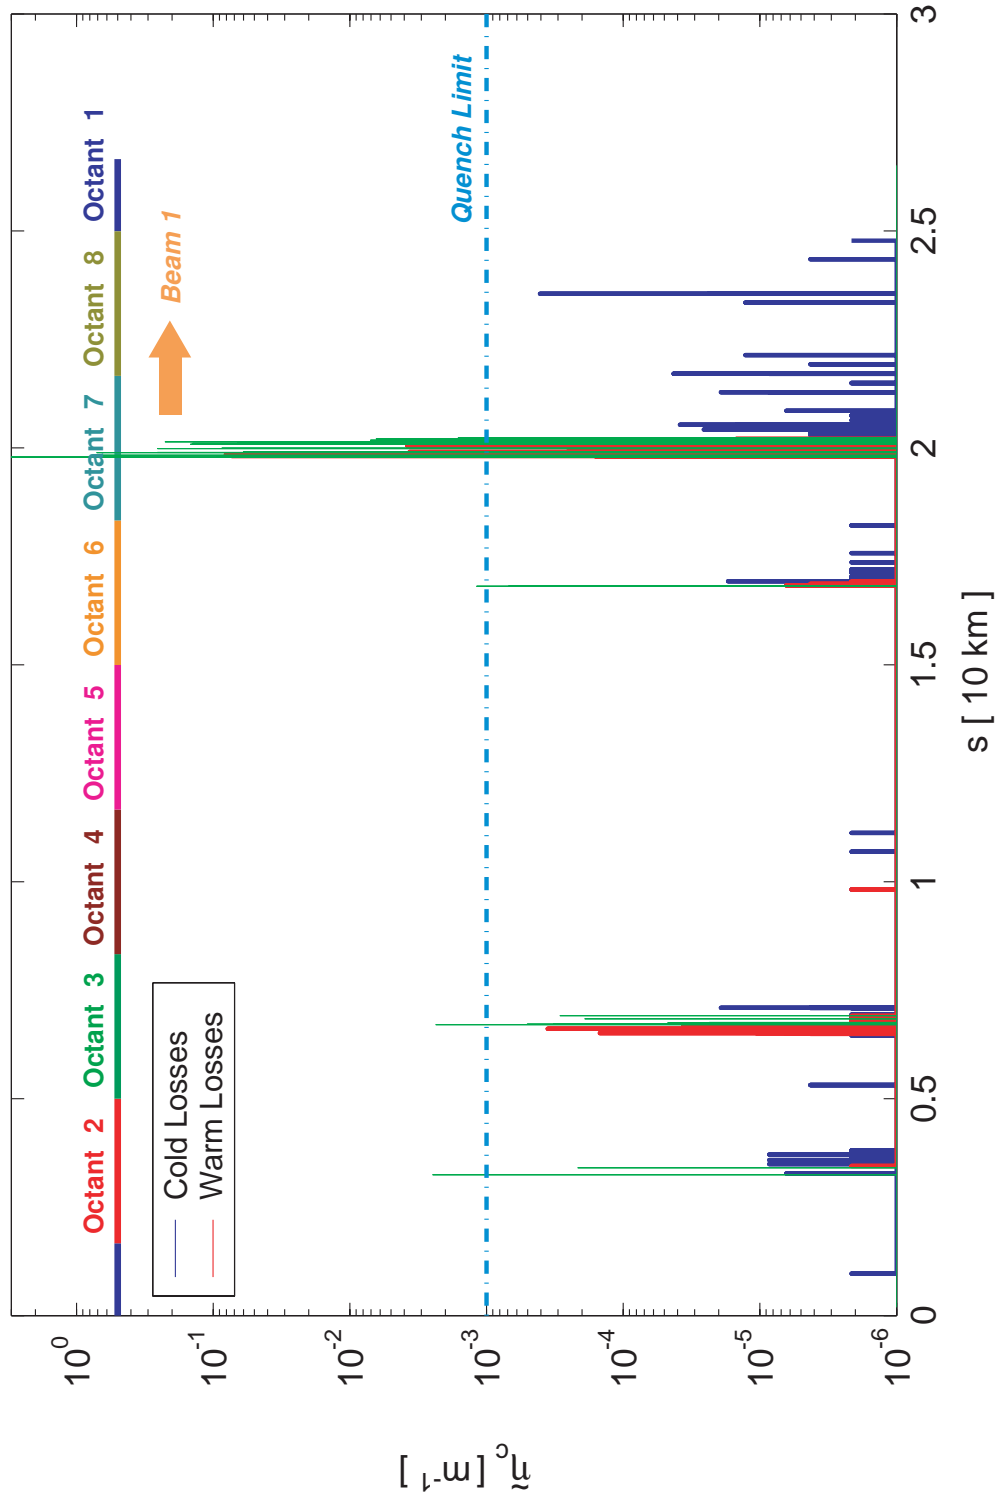 Octant 2 Octant 3 Octant 4 Octant 5 Octant 6 Octant 7 Octant 8 Octant 1
Beam 1
Cold Losses
Warm Losses
Quench Limit
10^0
10^-1
10^-2
10^-3
10^-4
10^-5
10^-6
η̃_c [ m^-1 ]
0 0.5 1 1.5 2 2.5 3
s [ 10 km ]